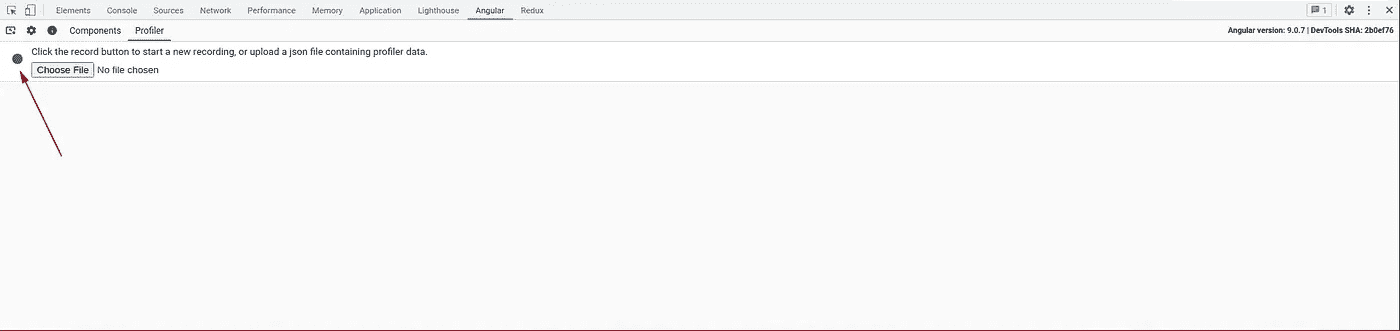 Elements Console Sources Network Performance Memory Application Lighthouse Angular Redux 1
Components Profiler Angular version: 9.0.7 | DevTools SHA: 2b0ef76
Click the record button to start a new recording, or upload a json file containing profiler data.
Choose File No file chosen